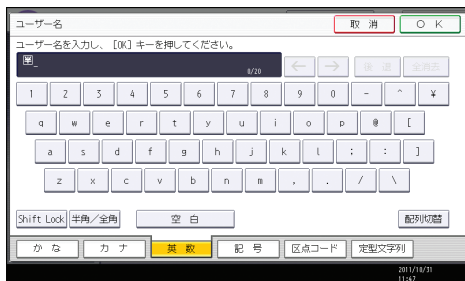 ユーザー名 取 消 O K
ユーザー名を入力し、 [OK] キーを押してください。
半_
0/20 ← → 後 退 全消去
1 2 3 4 5 6 7 8 9 0 - ^ ¥
q w e r t y u i o p @ [
a s d f g h j k l ; : ]
z x c v b n m , . / \
Shift Lock 半角／全角 空 白 配列切替
か な カ ナ 英 数 記 号 区点コード 定型文字列
2011/10/31
11:47